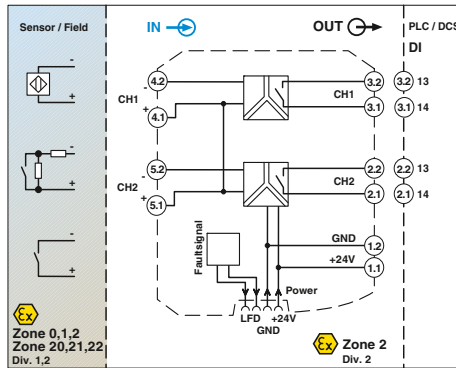 Sensor / Field
IN
OUT
PLC / DCS
DI
-
+
-
+
-
+
CH1
-
4.2
+
4.1
3.2
CH1
3.1
3.2 13
3.1 14
CH2
-
5.2
+
5.1
2.2
CH2
2.1
2.2 13
2.1 14
Faultsignal
GND
1.2
+24V
1.1
Power
LFD
+24V
GND
Ex
Zone 0,1,2
Zone 20,21,22
Div. 1,2
Ex
Zone 2
Div. 2